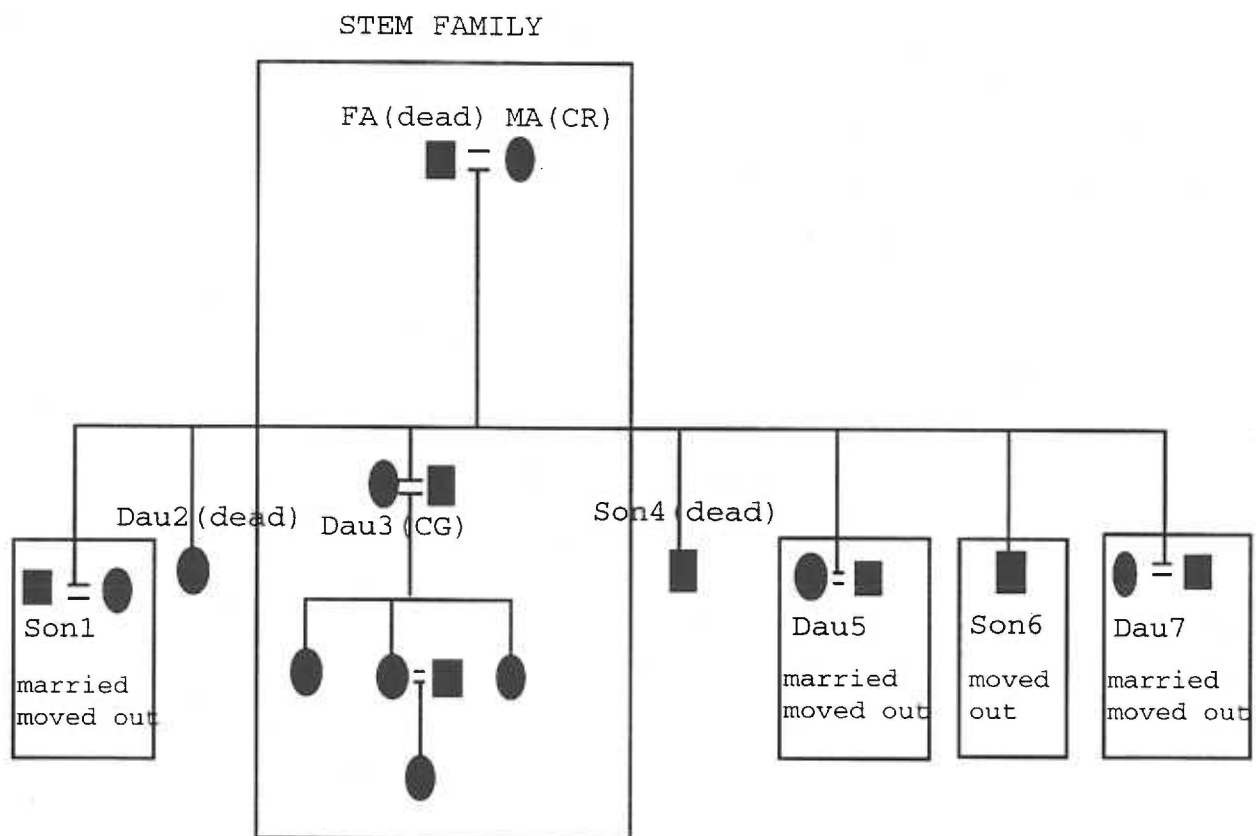 STEM FAMILY
FA(dead) MA(CR)
Dau2(dead)
Dau3(CG)
Son4(dead)
Son1
married
moved out
Dau5
married
moved out
Son6
moved
out
Dau7
married
moved out